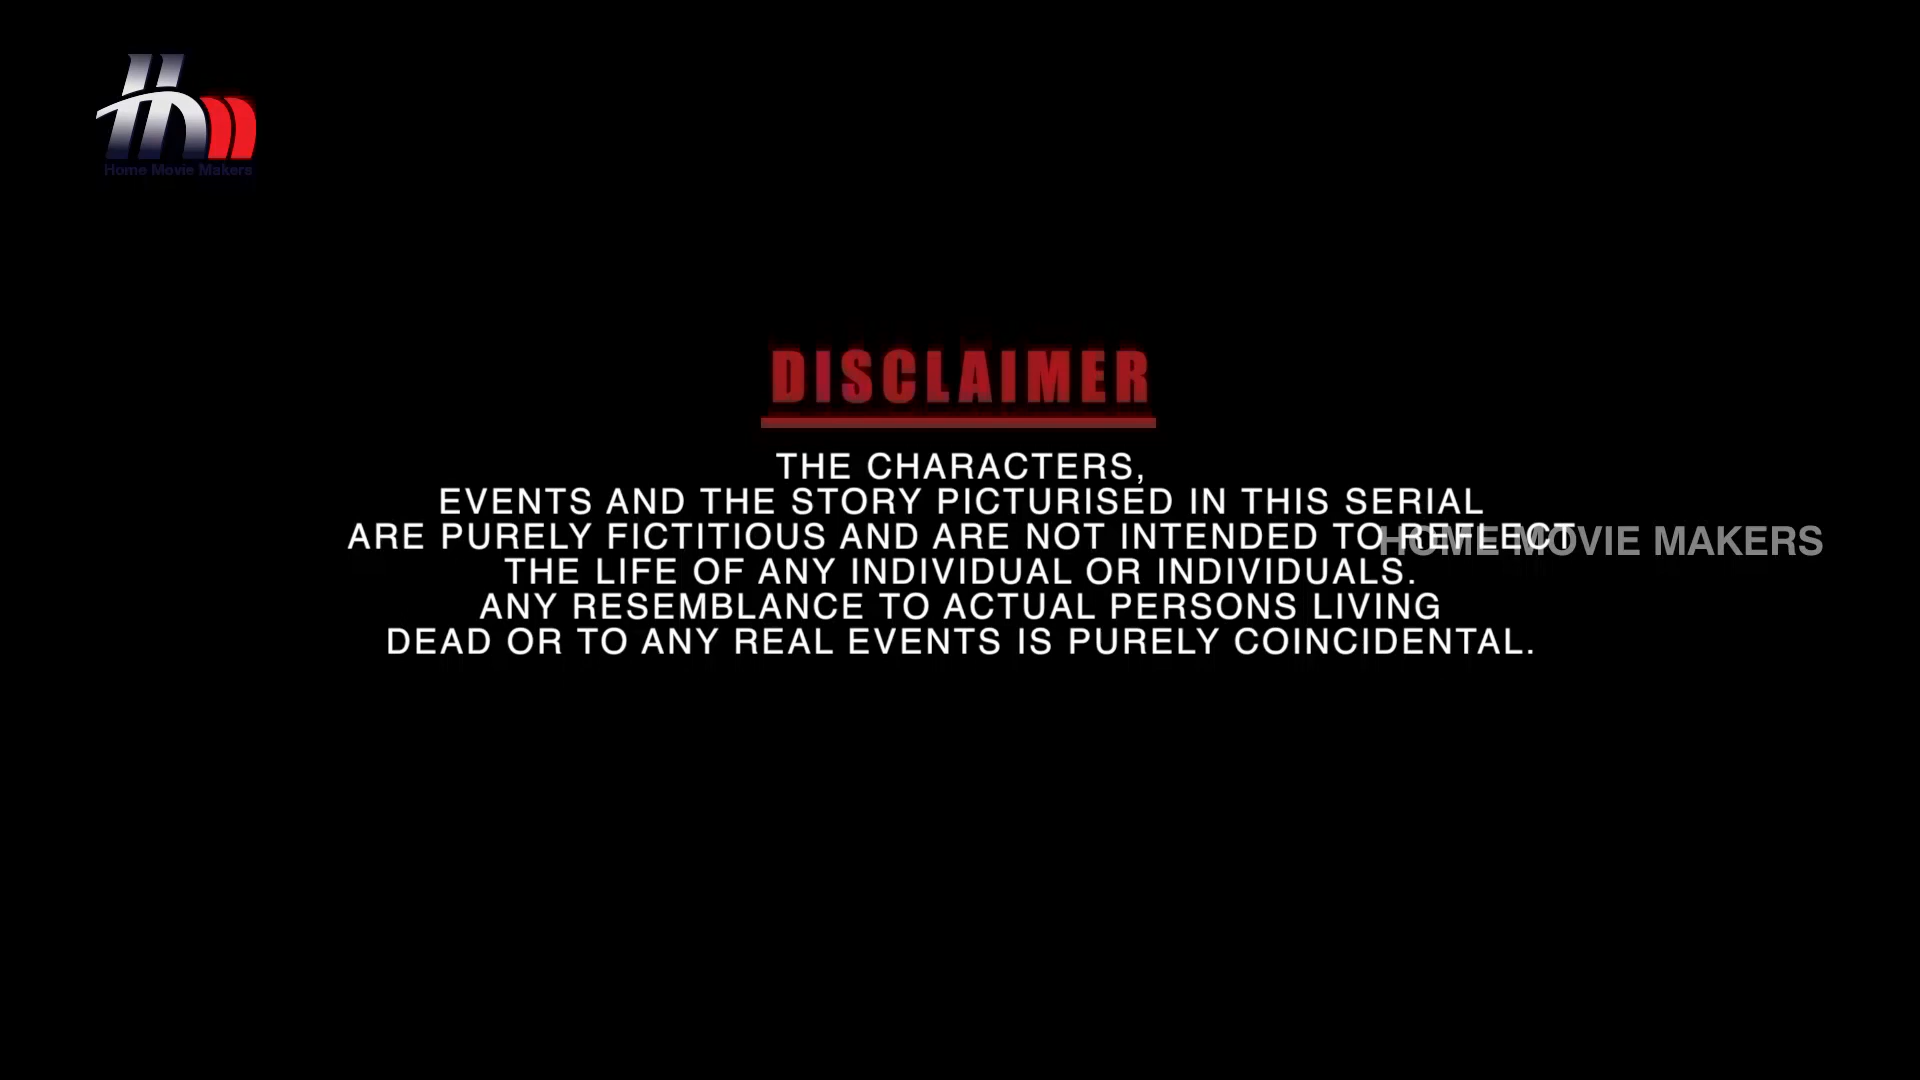 Home Movie Makers
DISCLAIMER
THE CHARACTERS,
EVENTS AND THE STORY PICTURISED IN THIS SERIAL
ARE PURELY FICTITIOUS AND ARE NOT INTENDED TO REFLECT
HOME MOVIE MAKERS
THE LIFE OF ANY INDIVIDUAL OR INDIVIDUALS.
ANY RESEMBLANCE TO ACTUAL PERSONS LIVING
DEAD OR TO ANY REAL EVENTS IS PURELY COINCIDENTAL.